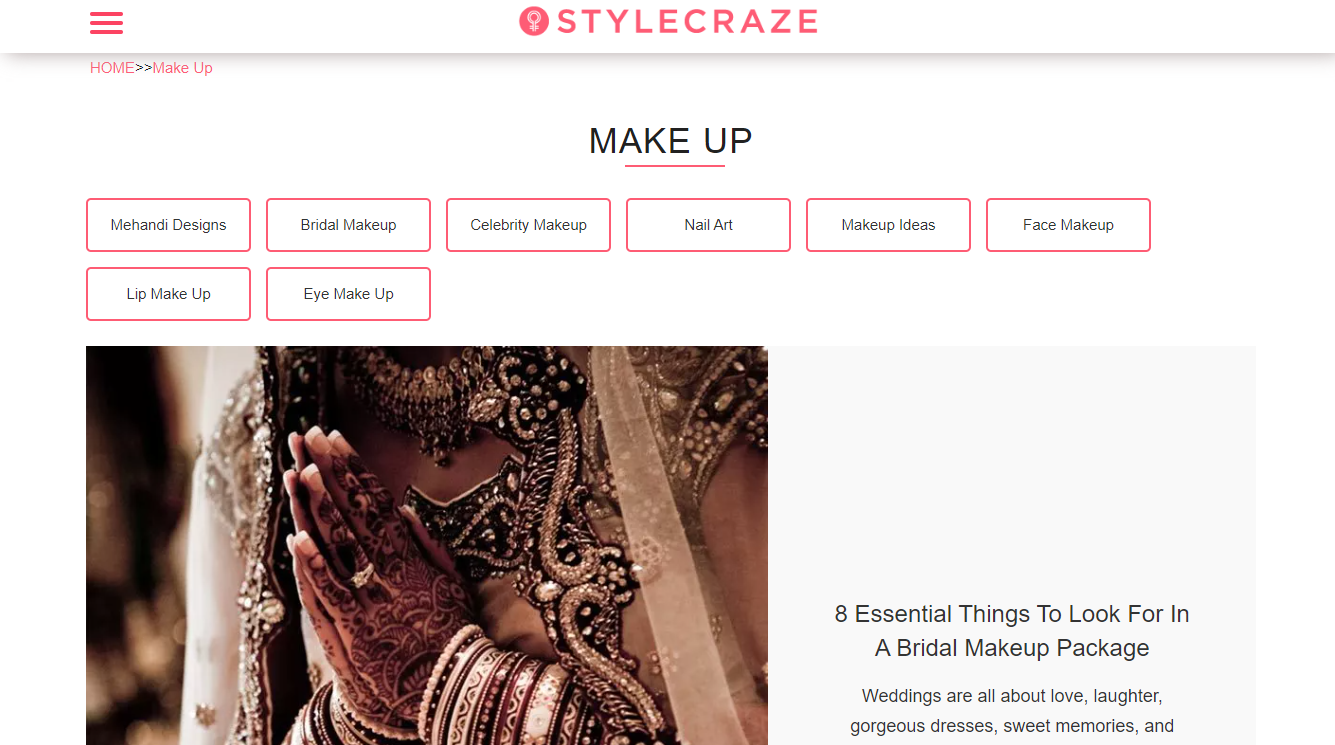 STYLECRAZE
HOME>>Make Up
MAKE UP
Mehandi Designs
Bridal Makeup
Celebrity Makeup
Nail Art
Makeup Ideas
Face Makeup
Lip Make Up
Eye Make Up
8 Essential Things To Look For In
A Bridal Makeup Package
Weddings are all about love, laughter,
gorgeous dresses, sweet memories, and